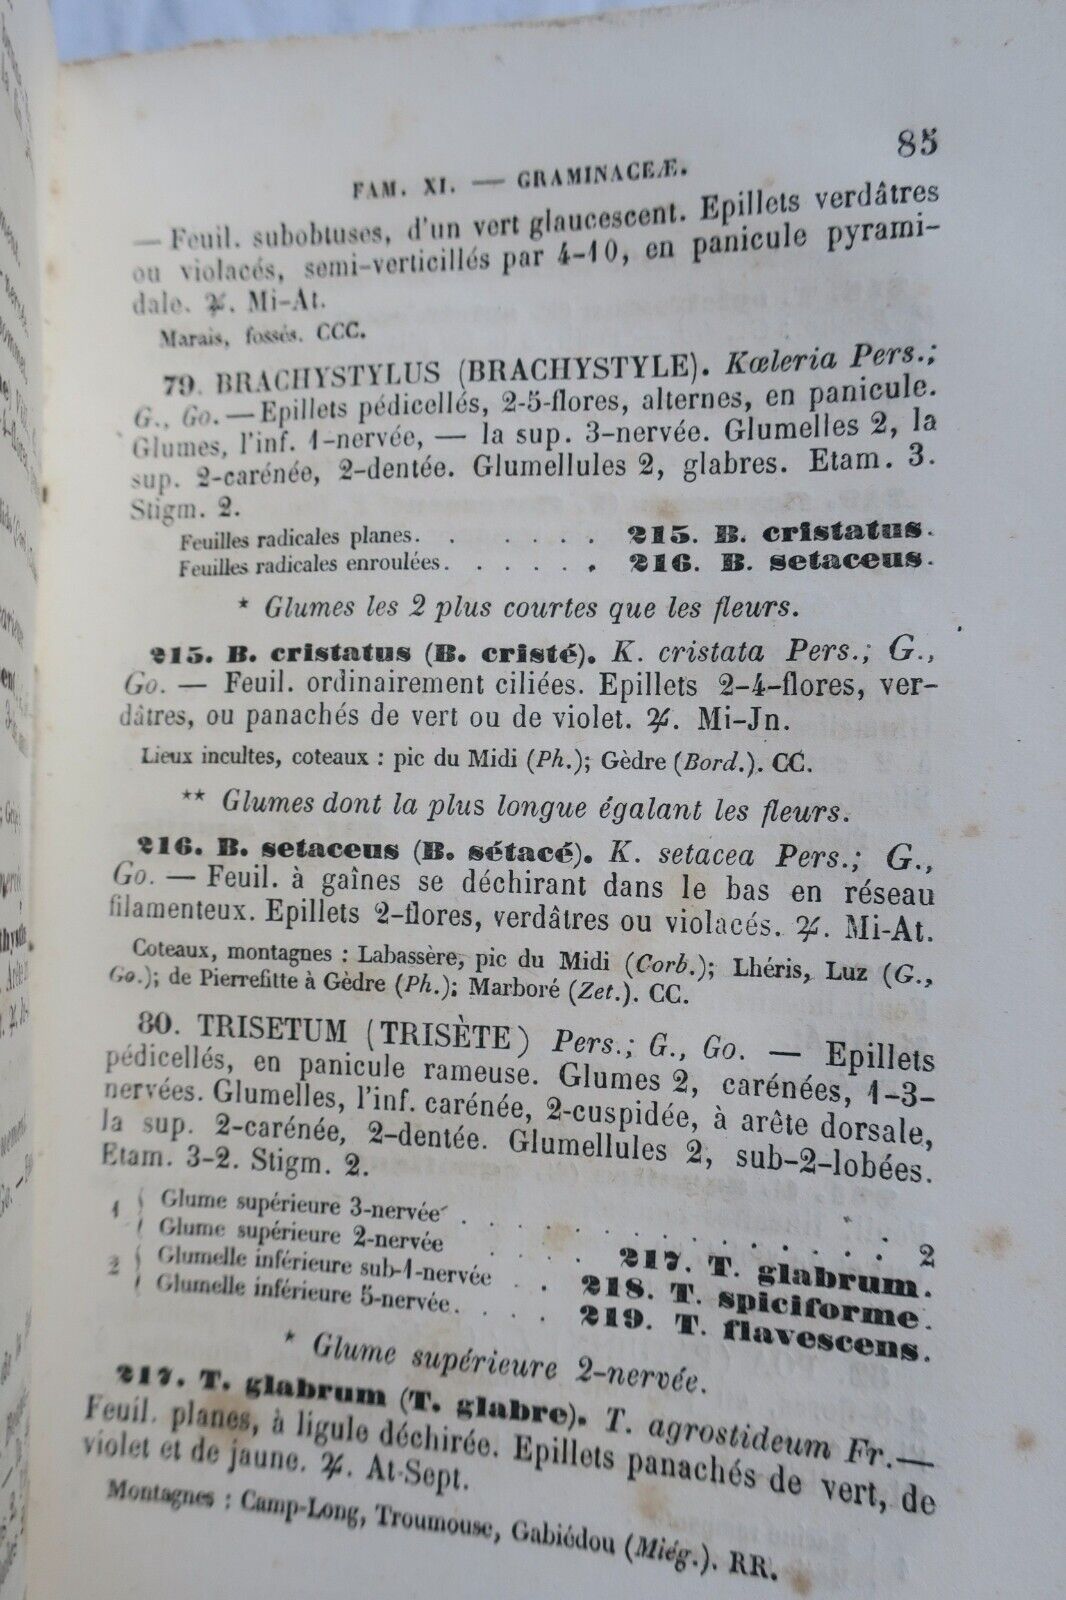 85
FAM. XI. — GRAMINACEÆ.
— Feuil. subobtuses, d'un vert glaucescent. Epillets verdâtres
ou violacés, semi-verticillés par 4-10, en panicule pyrami-
dale. ♃. Mi-At.
Marais, fossés. CCC.
79. BRACHYSTYLUS (BRACHYSTYLE). Kœleria Pers.;
G., Go. — Epillets pédicellés, 2-5-flores, alternes, en panicule.
Glumes, l'inf. 1-nervée, — la sup. 3-nervée. Glumelles 2, la
sup. 2-carénée, 2-dentée. Glumellules 2, glabres. Etam. 3.
Stigm. 2.
Feuilles radicales planes. . . . . . . 215. B. cristatus.
Feuilles radicales enroulées. . . . . . 216. B. setaceus.
* Glumes les 2 plus courtes que les fleurs.
215. B. cristatus (B. cristé). K. cristata Pers.; G.,
Go. — Feuil. ordinairement ciliées. Epillets 2-4-flores, ver-
dâtres, ou panachés de vert ou de violet. ♃. Mi-Jn.
Lieux incultes, coteaux : pic du Midi (Ph.); Gèdre (Bord.). CC.
** Glumes dont la plus longue égalant les fleurs.
216. B. setaceus (B. sétacé). K. setacea Pers.; G.,
Go. — Feuil. à gaînes se déchirant dans le bas en réseau
filamenteux. Epillets 2-flores, verdâtres ou violacés. ♃. Mi-At.
Coteaux, montagnes : Labassère, pic du Midi (Corb.); Lhéris, Luz (G.,
Go.); de Pierrefitte à Gèdre (Ph.); Marboré (Zet.). CC.
80. TRISETUM (TRISÈTE) Pers.; G., Go. — Epillets
pédicellés, en panicule rameuse. Glumes 2, carénées, 1-3-
nervées. Glumelles, l'inf. carénée, 2-cuspidée, à arête dorsale,
la sup. 2-carénée, 2-dentée. Glumellules 2, sub-2-lobées.
Etam. 3-2. Stigm. 2.
1 { Glume supérieure 3-nervée . . . . . . . . . 2
Glume supérieure 2-nervée . . . . 217. T. glabrum.
2 { Glumelle inférieure sub-1-nervée . . 218. T. spiciforme.
Glumelle inférieure 5-nervée. . . . . 219. T. flavescens.
* Glume supérieure 2-nervée.
217. T. glabrum (T. glabre). T. agrostideum Fr. —
Feuil. planes, à ligule déchirée. Epillets panachés de vert, de
violet et de jaune. ♃. At-Sept.
Montagnes : Camp-Long, Troumouse, Gabiédou (Miég.). RR.